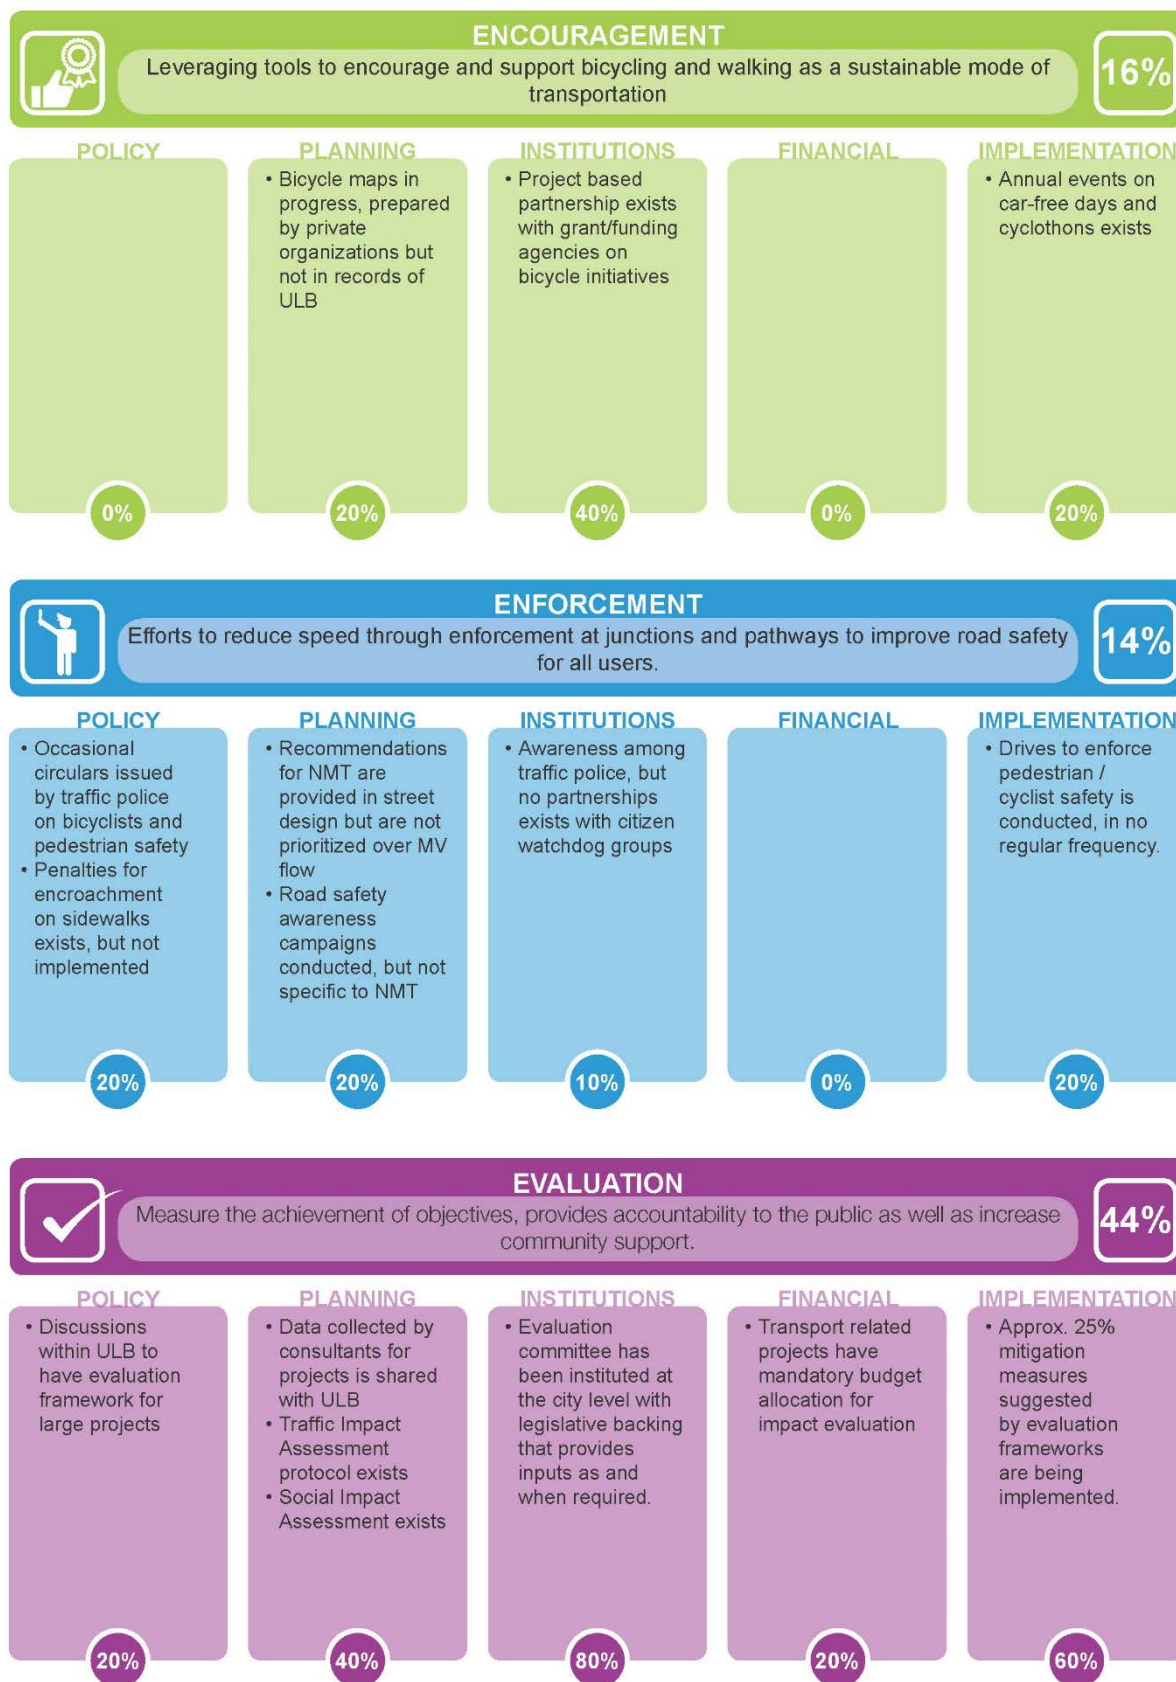 ENCOURAGEMENT
Leveraging tools to encourage and support bicycling and walking as a sustainable mode of
transportation
16%
POLICY
0%
PLANNING
• Bicycle maps in
progress, prepared
by private
organizations but
not in records of
ULB
20%
INSTITUTIONS
• Project based
partnership exists
with grant/funding
agencies on
bicycle initiatives
40%
FINANCIAL
0%
IMPLEMENTATION
• Annual events on
car-free days and
cyclothons exists
20%
ENFORCEMENT
Efforts to reduce speed through enforcement at junctions and pathways to improve road safety
for all users.
14%
POLICY
• Occasional
circulars issued
by traffic police
on bicyclists and
pedestrian safety
• Penalties for
encroachment
on sidewalks
exists, but not
implemented
20%
PLANNING
• Recommendations
for NMT are
provided in street
design but are not
prioritized over MV
flow
• Road safety
awareness
campaigns
conducted, but not
specific to NMT
20%
INSTITUTIONS
• Awareness among
traffic police, but
no partnerships
exists with citizen
watchdog groups
10%
FINANCIAL
0%
IMPLEMENTATION
• Drives to enforce
pedestrian /
cyclist safety is
conducted, in no
regular frequency.
20%
EVALUATION
Measure the achievement of objectives, provides accountability to the public as well as increase
community support.
44%
POLICY
• Discussions
within ULB to
have evaluation
framework for
large projects
20%
PLANNING
• Data collected by
consultants for
projects is shared
with ULB
• Traffic Impact
Assessment
protocol exists
• Social Impact
Assessment exists
40%
INSTITUTIONS
• Evaluation
committee has
been instituted at
the city level with
legislative backing
that provides
inputs as and
when required.
80%
FINANCIAL
• Transport related
projects have
mandatory budget
allocation for
impact evaluation
20%
IMPLEMENTATION
• Approx. 25%
mitigation
measures
suggested
by evaluation
frameworks
are being
implemented.
60%